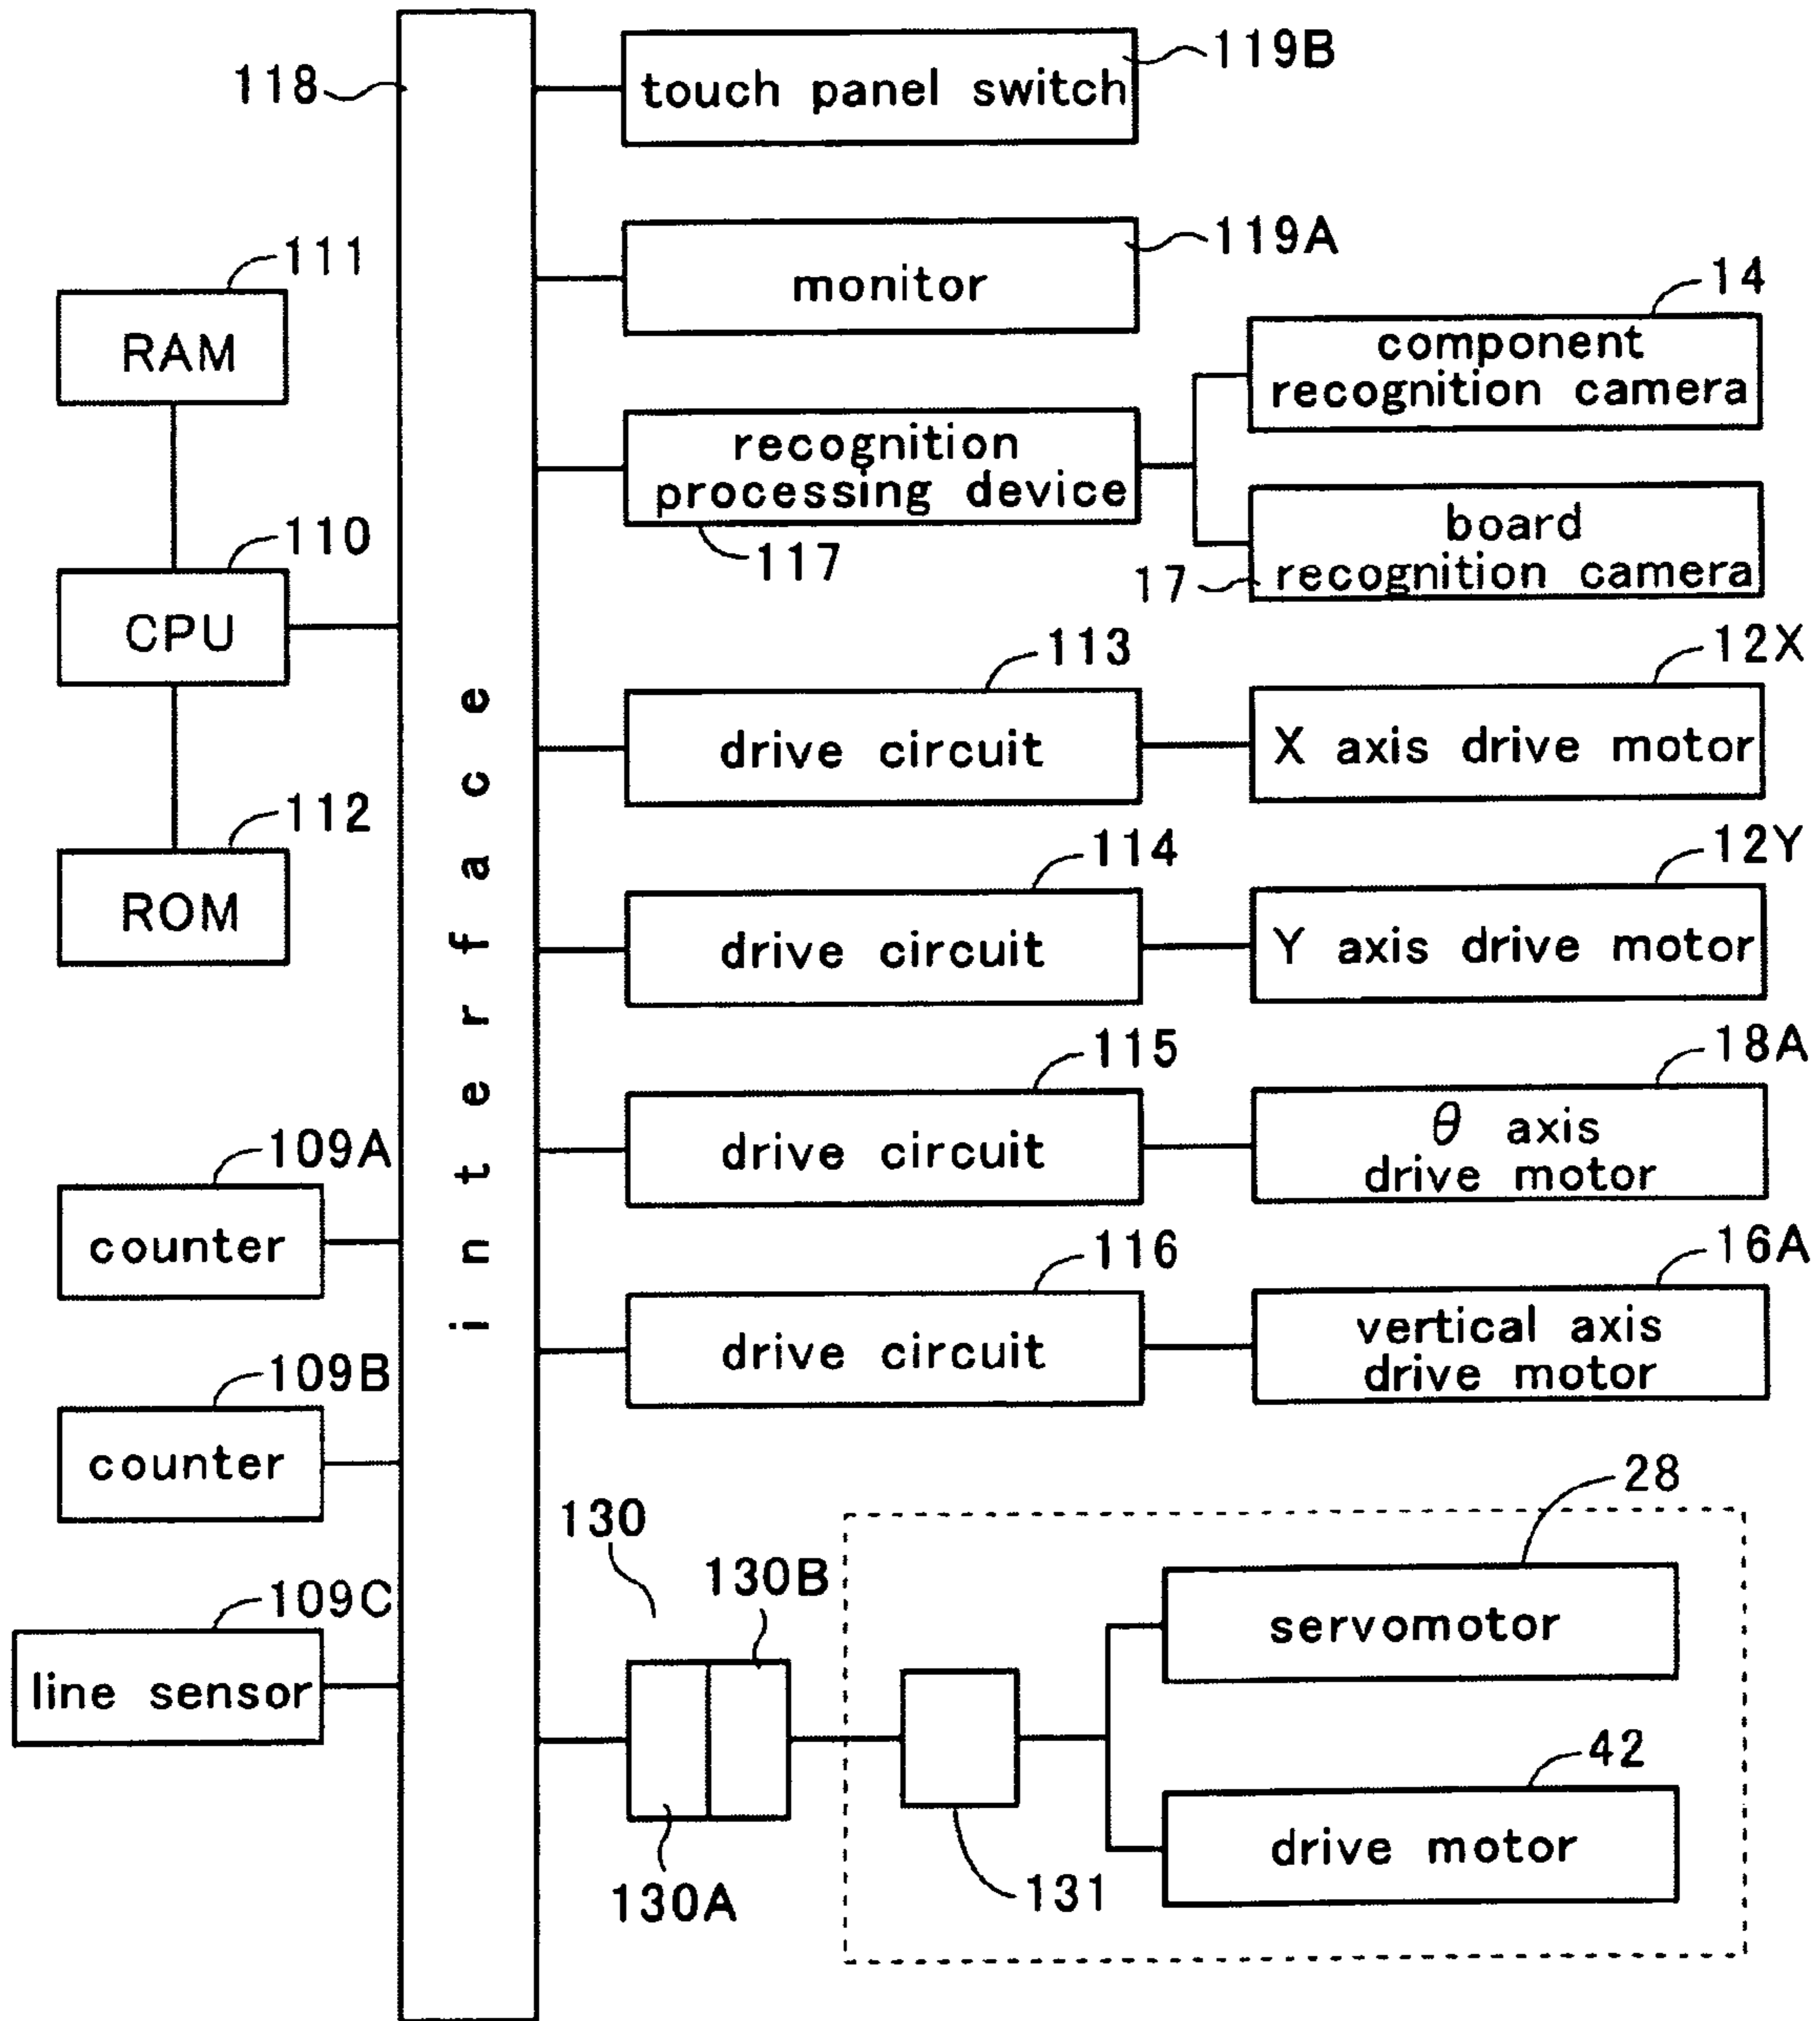 118
interface
119B
touch panel switch
119A
monitor
111
RAM
110
CPU
112
ROM
recognition
processing device
117
14
component
recognition camera
board
recognition camera
17
113
drive circuit
12X
X axis drive motor
114
drive circuit
12Y
Y axis drive motor
115
drive circuit
18A
θ axis
drive motor
116
drive circuit
16A
vertical axis
drive motor
109A
counter
109B
counter
109C
line sensor
130
130B
130A
131
28
servomotor
42
drive motor